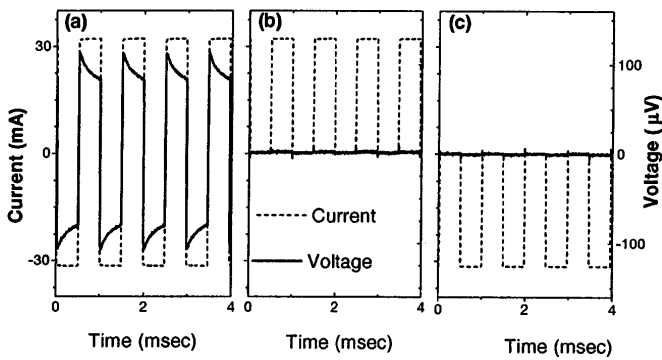 (a)
(b)
(c)
30
0
-30
Current (mA)
100
0
-100
Voltage (μV)
Current
Voltage
0 2 4
0 2 4
0 2 4
Time (msec)
Time (msec)
Time (msec)